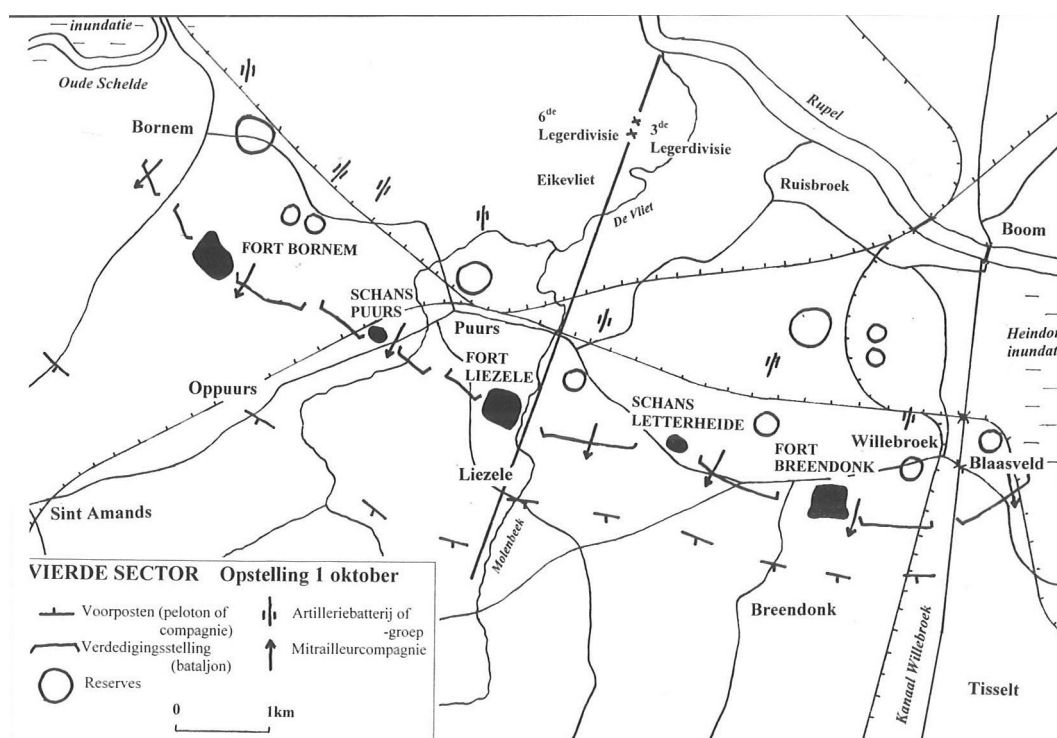 inundatie
Oude Schelde
Bornem
6de
Legerdivisie
3de
Legerdivisie
Rupel
Eikevliet
De Vliet
Ruisbroek
Boom
FORT BORNEM
SCHANS
PUURS
Puurs
Heindon
inundatie
Oppuurs
FORT
LIEZELE
SCHANS
LETTERHEIDE
Willebroek
FORT
BREENDONK
Blaasveld
Liezele
Sint Amands
Molenbeek
Breendonk
Kanaal Willebroek
Tisselt
VIERDE SECTOR Opstelling 1 oktober
Voorposten (peloton of
compagnie)
Artilleriebatterij of
-groep
Verdedigingsstelling
(bataljon)
Mitrailleurcompagnie
Reserves
0 1km